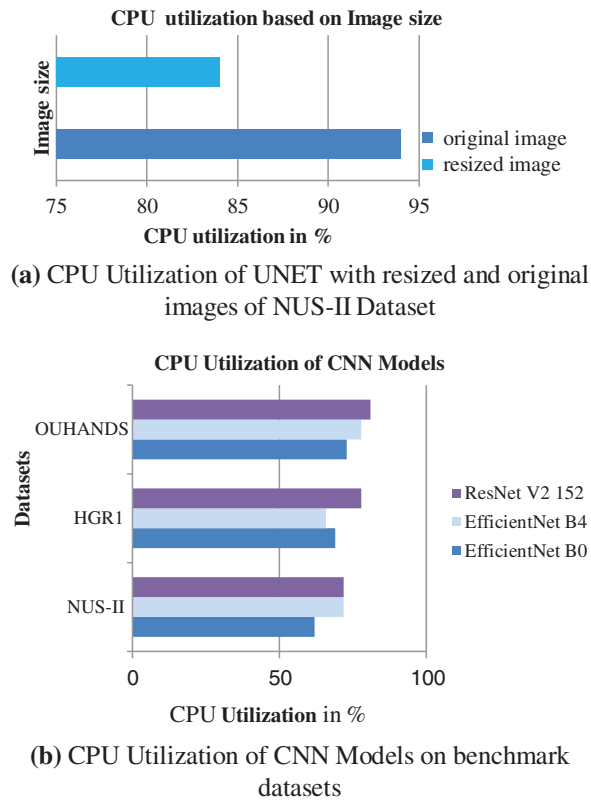 CPU utilization based on Image size
Image size
original image
resized image
75 80 85 90 95
CPU utilization in %
(a) CPU Utilization of UNET with resized and original
images of NUS-II Dataset
CPU Utilization of CNN Models
Datasets
OUHANDS
HGR1
NUS-II
ResNet V2 152
EfficientNet B4
EfficientNet B0
0 50 100
CPU Utilization in %
(b) CPU Utilization of CNN Models on benchmark
datasets